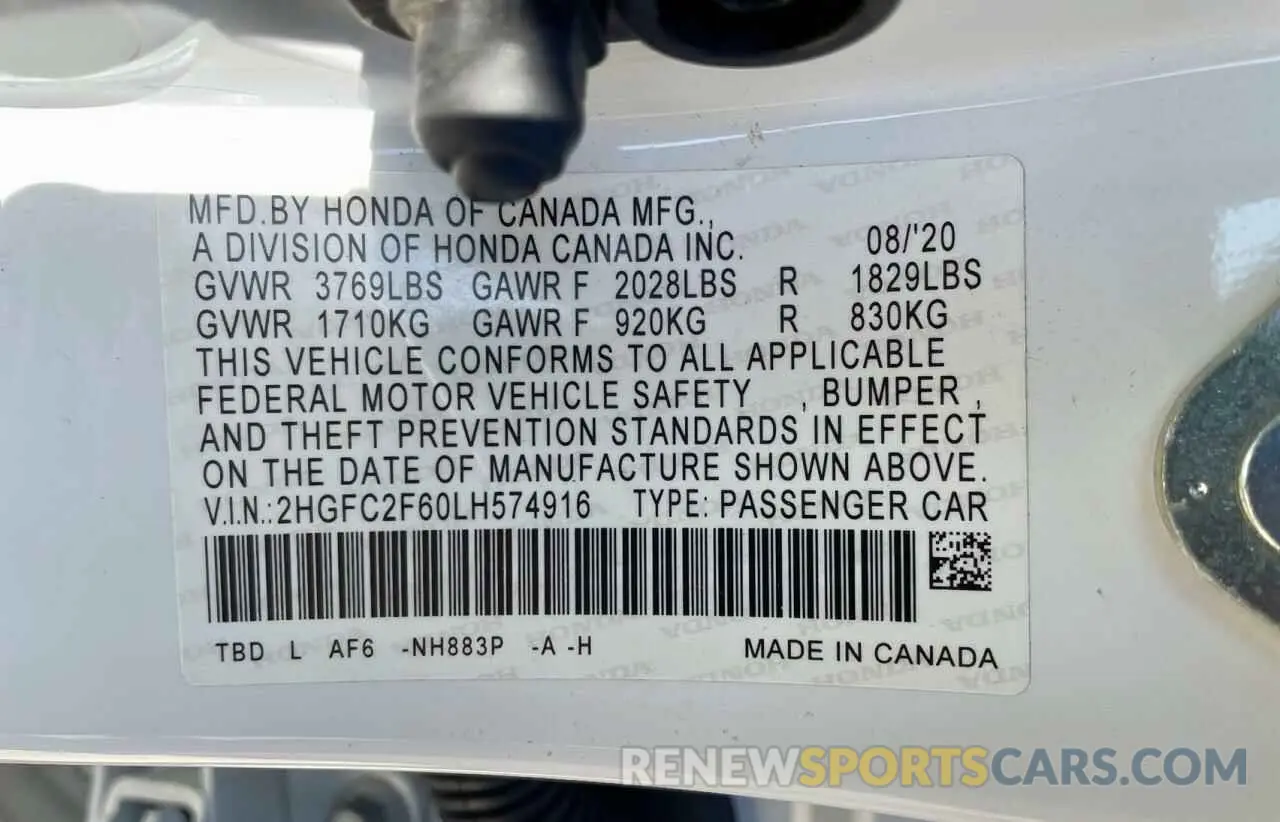 MFD.BY HONDA OF CANADA MFG.,
A DIVISION OF HONDA CANADA INC. 08/'20
GVWR 3769LBS GAWR F 2028LBS R 1829LBS
GVWR 1710KG GAWR F 920KG R 830KG
THIS VEHICLE CONFORMS TO ALL APPLICABLE
FEDERAL MOTOR VEHICLE SAFETY , BUMPER ,
AND THEFT PREVENTION STANDARDS IN EFFECT
ON THE DATE OF MANUFACTURE SHOWN ABOVE.
V.I.N.:2HGFC2F60LH574916 TYPE: PASSENGER CAR
TBD L AF6 -NH883P -A -H MADE IN CANADA
RENEWSPORTSCARS.COM